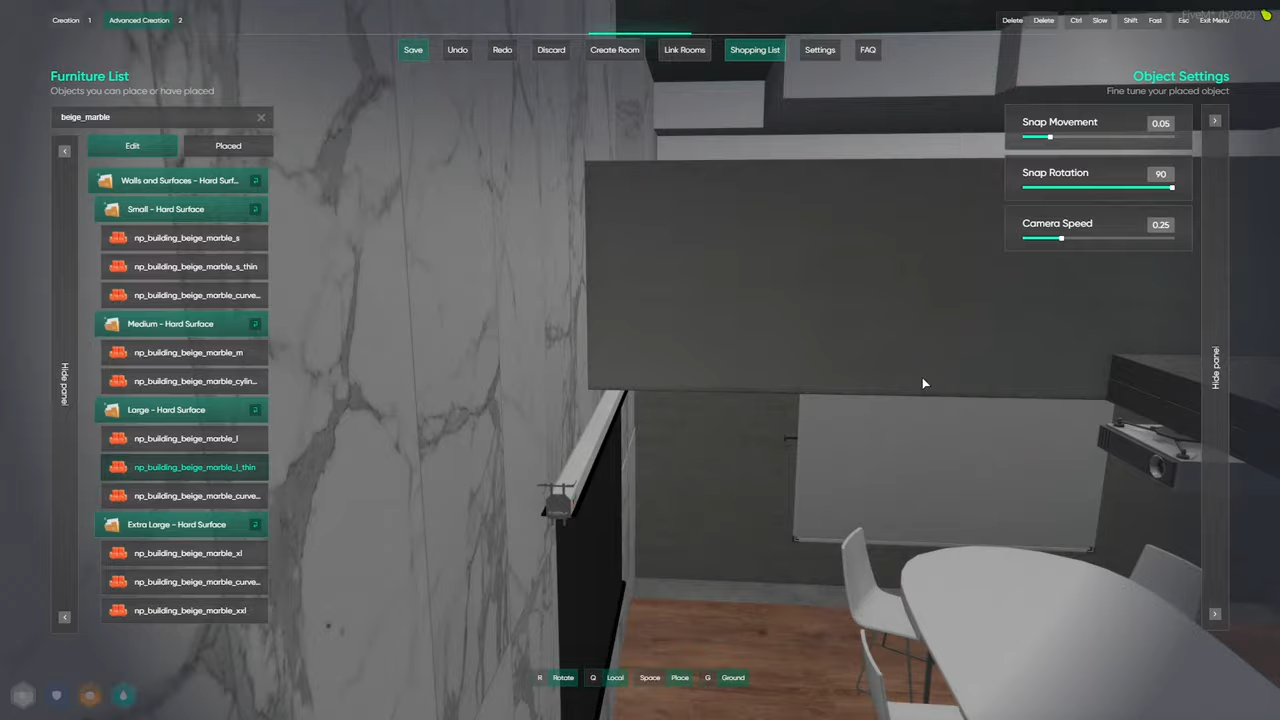 Creation 1 Advanced Creation 2
FiveM* (b2802)
Delete Delete Ctrl Slow Shift Fast Esc Exit Menu
Save Undo Redo Discard Create Room Link Rooms Shopping List Settings FAQ
Furniture List
Objects you can place or have placed
beige_marble
Edit Placed
Walls and Surfaces - Hard Surf...
Small - Hard Surface
np_building_beige_marble_s
np_building_beige_marble_s_thin
np_building_beige_marble_curve...
Medium - Hard Surface
np_building_beige_marble_m
np_building_beige_marble_cylin...
Large - Hard Surface
np_building_beige_marble_l
np_building_beige_marble_l_thin
np_building_beige_marble_curve...
Extra Large - Hard Surface
np_building_beige_marble_xl
np_building_beige_marble_curve...
np_building_beige_marble_xxl
Hide panel
Object Settings
Fine tune your placed object
Snap Movement 0.05
Snap Rotation 90
Camera Speed 0.25
Hide panel
R Rotate Q Local Space Place G Ground